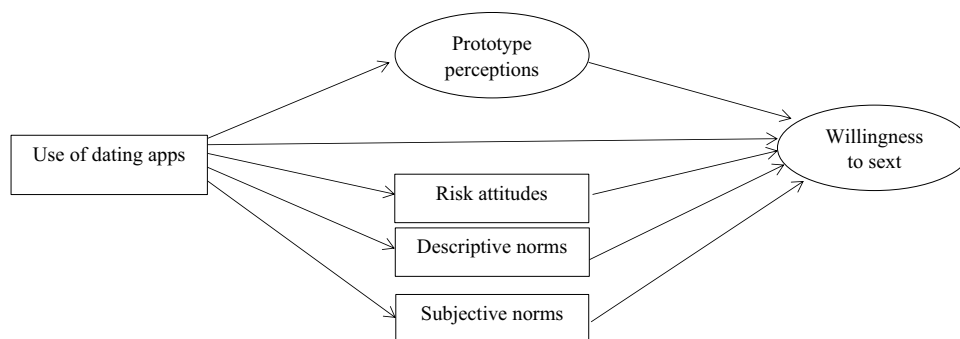 Prototype
perceptions
Use of dating apps
Willingness
to sext
Risk attitudes
Descriptive norms
Subjective norms